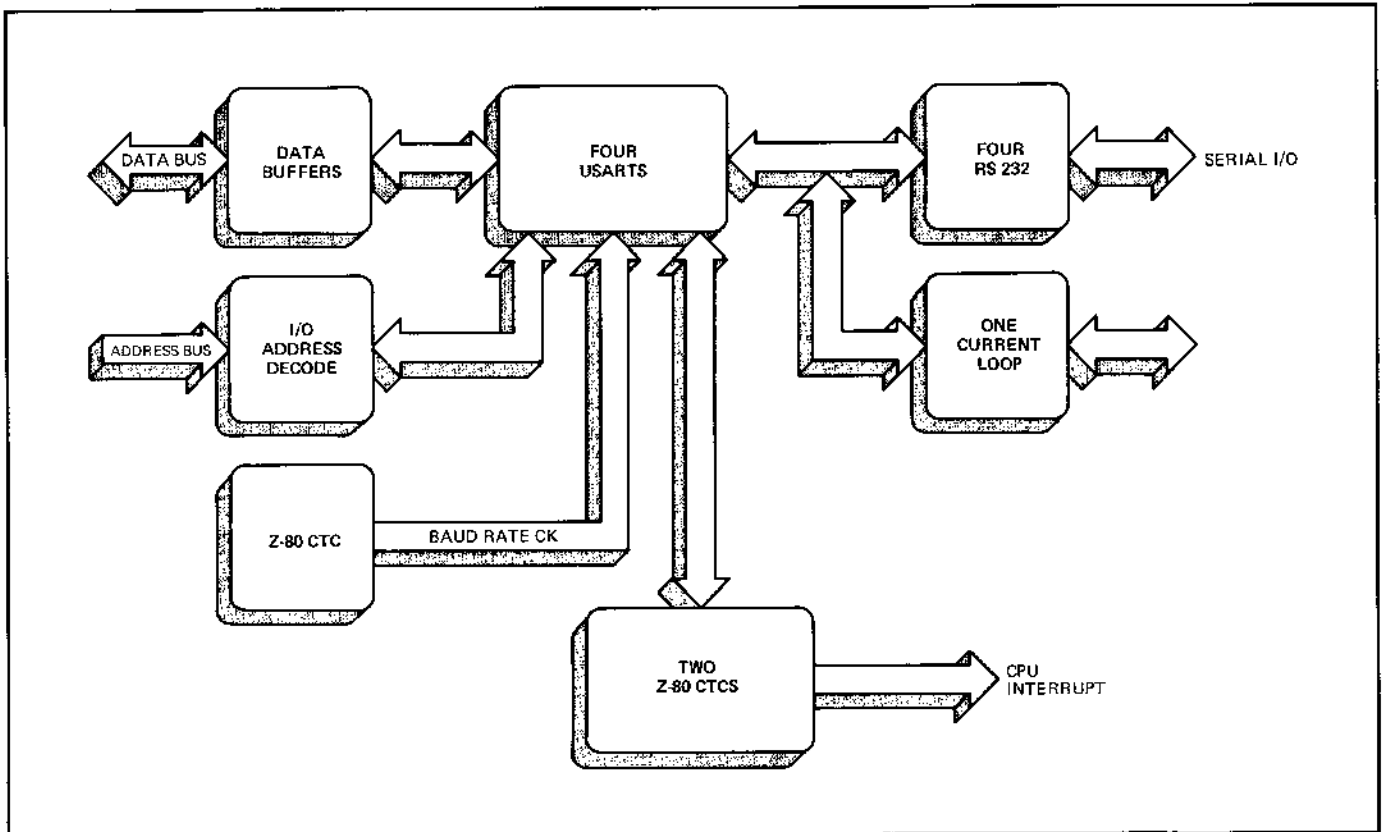 DATA BUS
DATA
BUFFERS
FOUR
USARTS
FOUR
RS 232
SERIAL I/O
ADDRESS BUS
I/O
ADDRESS
DECODE
ONE
CURRENT
LOOP
Z-80 CTC
BAUD RATE CK
TWO
Z-80 CTCS
CPU
INTERRUPT